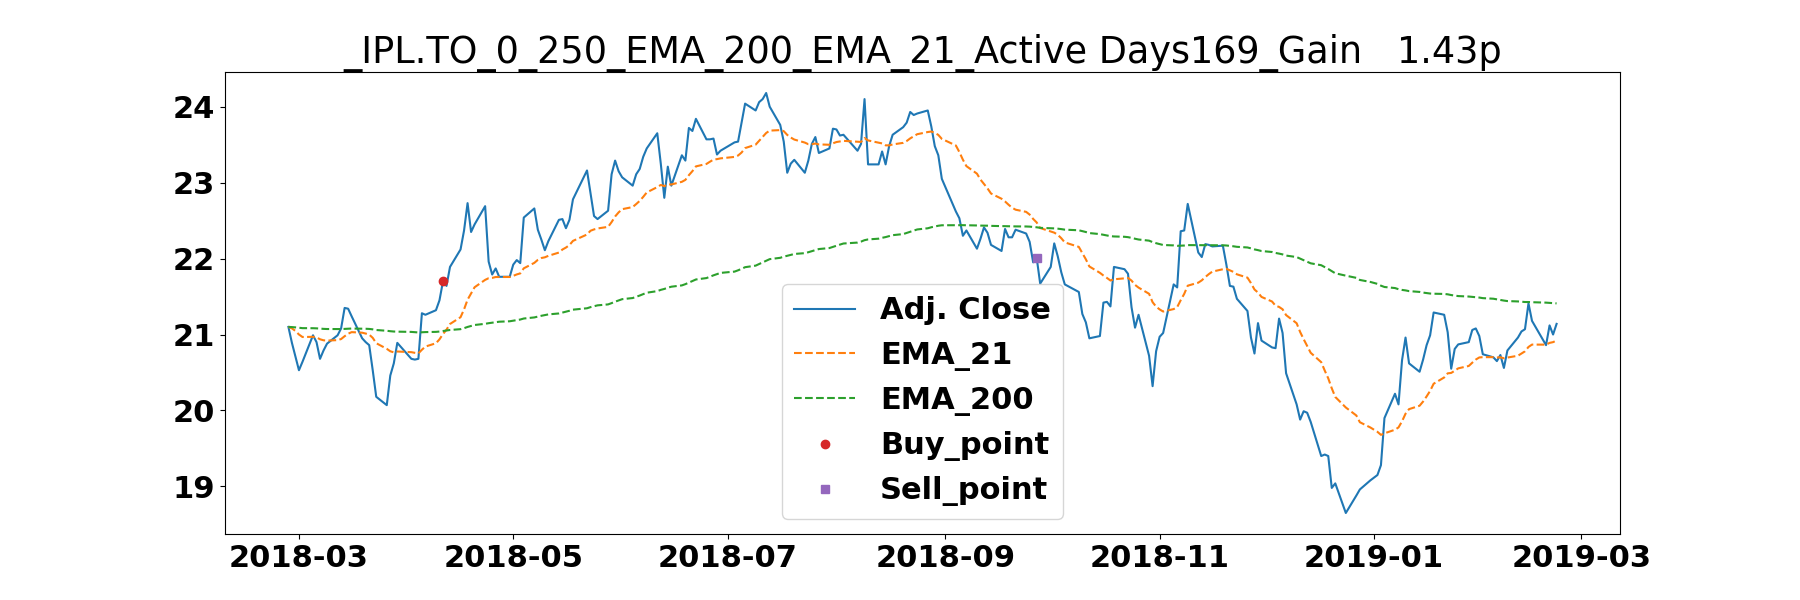 _IPL.TO_0_250_EMA_200_EMA_21_Active Days169_Gain   1.43p
24
23
22
21
20
19
Adj. Close
EMA_21
EMA_200
Buy_point
Sell_point
2018-03 2018-05 2018-07 2018-09 2018-11 2019-01 2019-03